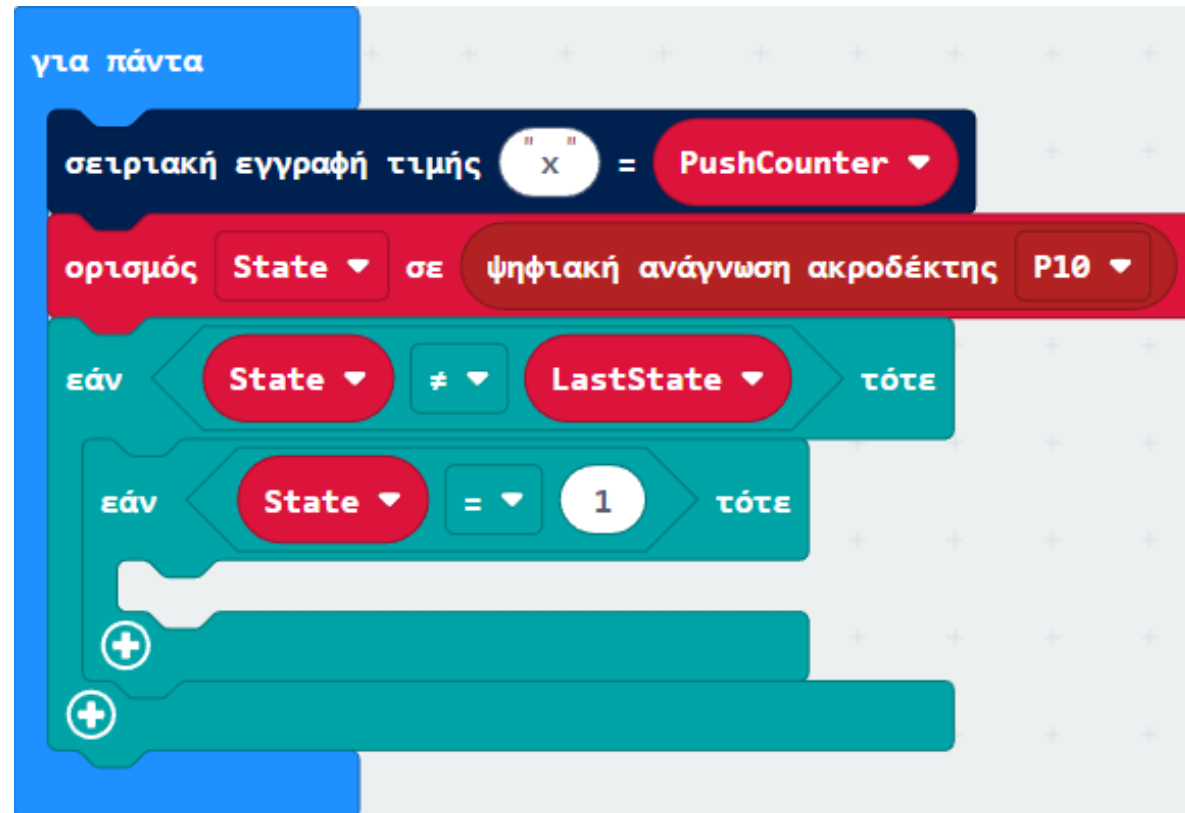 για πάντα
σειριακή εγγραφή τιμής "x" = PushCounter
ορισμός State σε ψηφιακή ανάγνωση ακροδέκτης P10
εάν State ≠ LastState τότε
εάν State = 1 τότε